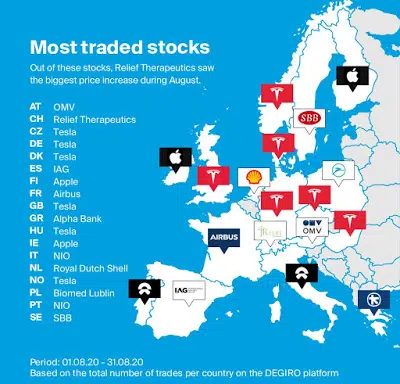 Most traded stocks
Out of these stocks, Relief Therapeutics saw
the biggest price increase during August.
AT OMV
CH Relief Therapeutics
CZ Tesla
DE Tesla
DK Tesla
ES IAG
FI Apple
FR Airbus
GB Tesla
GR Alpha Bank
HU Tesla
IE Apple
IT NIO
NL Royal Dutch Shell
NO Tesla
PL Biomed Lublin
PT NIO
SE SBB
SBB
AIRBUS
OMV
OMV
IAG
Period: 01.08.20 – 31.08.20
Based on the total number of trades per country on the DEGIRO platform